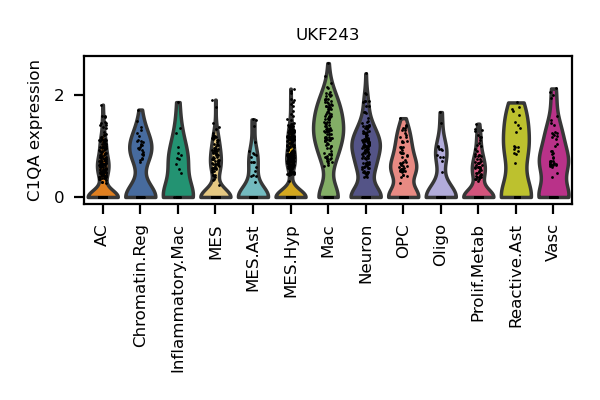 UKF243
C1QA expression
2
0
AC
Chromatin.Reg
Inflammatory.Mac
MES
MES.Ast
MES.Hyp
Mac
Neuron
OPC
Oligo
Prolif.Metab
Reactive.Ast
Vasc